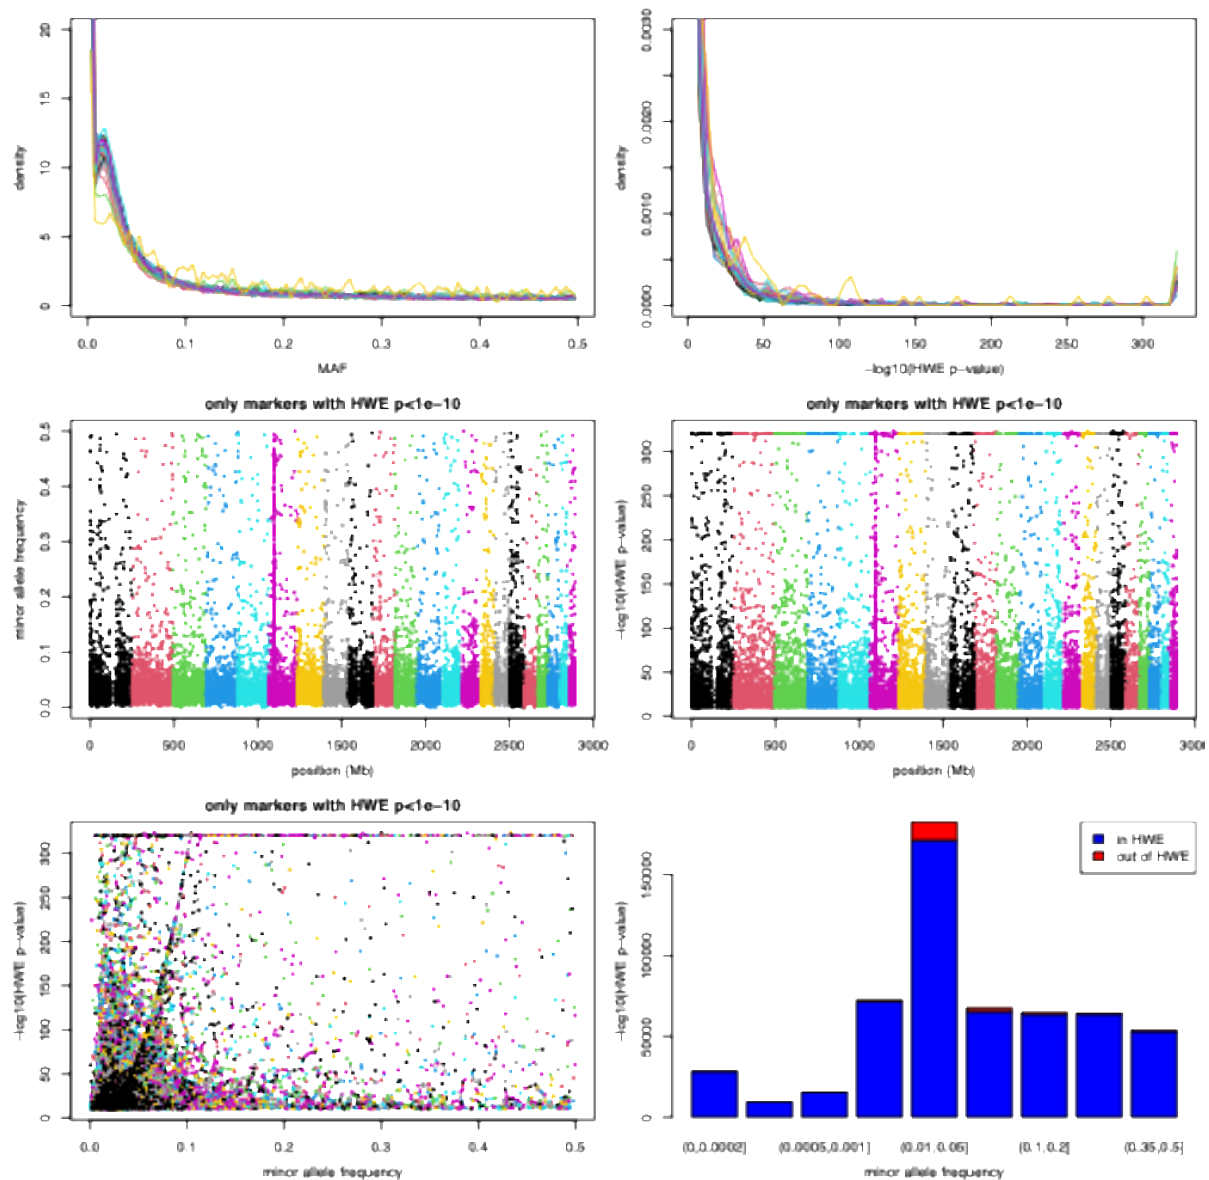 20
15
10
5
0
density
0.0 0.1 0.2 0.3 0.4 0.5
MAF
0.0030
0.0020
0.0010
0.0000
density
0 50 100 150 200 250 300
-log10(HWE p-value)
only markers with HWE p<1e-10
0.5
0.4
0.3
0.2
0.1
0.0
minor allele frequency
0 500 1000 1500 2000 2500 3000
position (Mb)
only markers with HWE p<1e-10
300
250
200
150
100
50
0
-log10(HWE p-value)
0 500 1000 1500 2000 2500 3000
position (Mb)
only markers with HWE p<1e-10
300
250
200
150
100
50
0
-log10(HWE p-value)
0.0 0.1 0.2 0.3 0.4 0.5
minor allele frequency
in HWE
out of HWE
150000
100000
50000
0
-log10(HWE p-value)
(0,0.0002] (0.0005,0.001] (0.01,0.05] (0.1,0.2] (0.35,0.5]
minor allele frequency